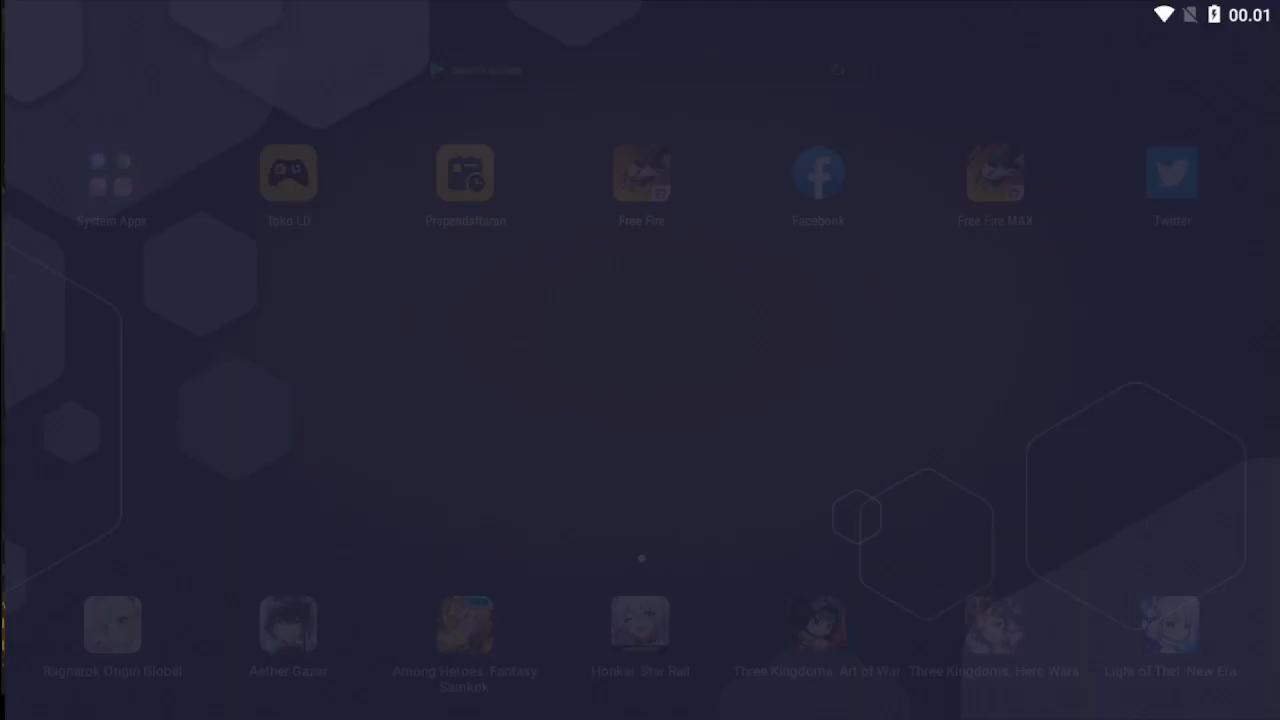 00.01
System Apps
Toko LD
Prapendaftaran
Free Fire
Facebook
Free Fire MAX
Twitter
Ragnarok Origin Global
Aether Gazer
Among Heroes: Fantasy
Samkok
Honkai: Star Rail
Three Kingdoms: Art of War
Three Kingdoms: Hero Wars
Light of Thel: New Era